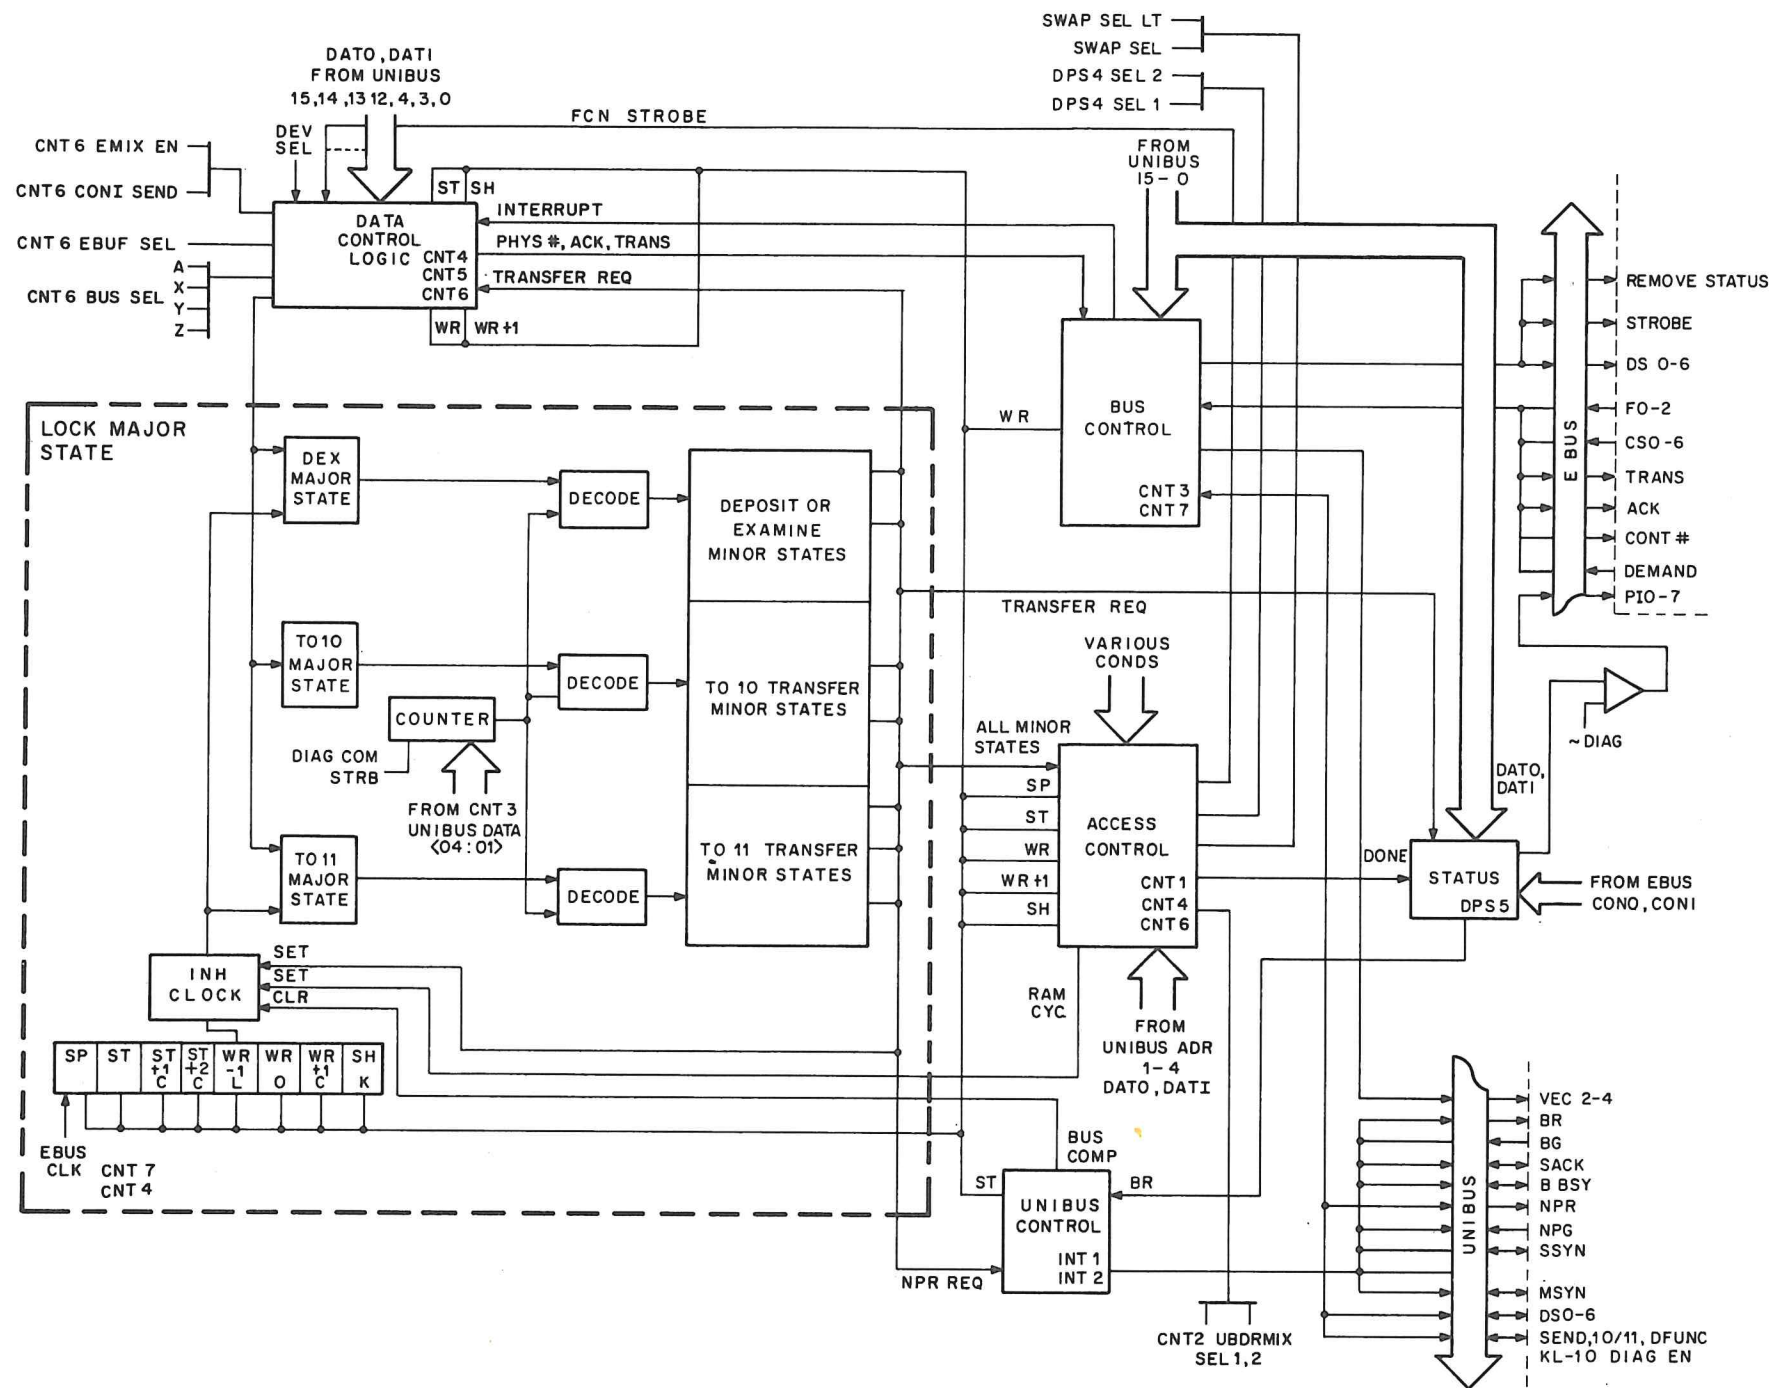 SWAP SEL LT
SWAP SEL
DPS4 SEL 2
DPS4 SEL 1
DATO, DATI
FROM UNIBUS
15,14,13 12,4,3,0
FCN STROBE
DEV
SEL
CNT6 EMIX EN
CNT6 CONI SEND
CNT6 EBUF SEL
A
X
CNT6 BUS SEL
Y
Z
ST
SH
DATA
CONTROL
LOGIC
CNT4
CNT5
CNT6
INTERRUPT
PHYS #, ACK, TRANS
TRANSFER REQ
WR
WR+1
FROM
UNIBUS
15-0
BUS
CONTROL
CNT3
CNT7
WR
E BUS
REMOVE STATUS
STROBE
DS 0-6
FO-2
CSO-6
TRANS
ACK
CONT #
DEMAND
PIO-7
LOCK MAJOR
STATE
DEX
MAJOR
STATE
DECODE
DEPOSIT OR
EXAMINE
MINOR STATES
TO10
MAJOR
STATE
DECODE
TO 10 TRANSFER
MINOR STATES
COUNTER
DIAG COM
STRB
FROM CNT3
UNIBUS DATA
<04:01>
TO11
MAJOR
STATE
DECODE
TO 11 TRANSFER
MINOR STATES
TRANSFER REQ
VARIOUS
CONDS
ALL MINOR
STATES
SP
ST
WR
WR+1
SH
ACCESS
CONTROL
CNT1
CNT4
CNT6
~DIAG
DATO,
DATI
DONE
STATUS
DPS5
FROM EBUS
CONO, CONI
INH
CLOCK
SET
SET
CLR
RAM
CYC
FROM
UNIBUS ADR
1-4
DATO, DATI
SP
ST
ST
+1
C
ST
+2
C
WR
-1
L
WR
O
WR
+1
C
SH
K
EBUS
CLK
CNT 7
CNT 4
BUS
COMP
ST
BR
UNIBUS
CONTROL
INT 1
INT 2
NPR REQ
CNT2 UBDRMIX
SEL 1,2
UNIBUS
VEC 2-4
BR
BG
SACK
B BSY
NPR
NPG
SSYN
MSYN
DSO-6
SEND,10/11, DFUNC
KL-10 DIAG EN